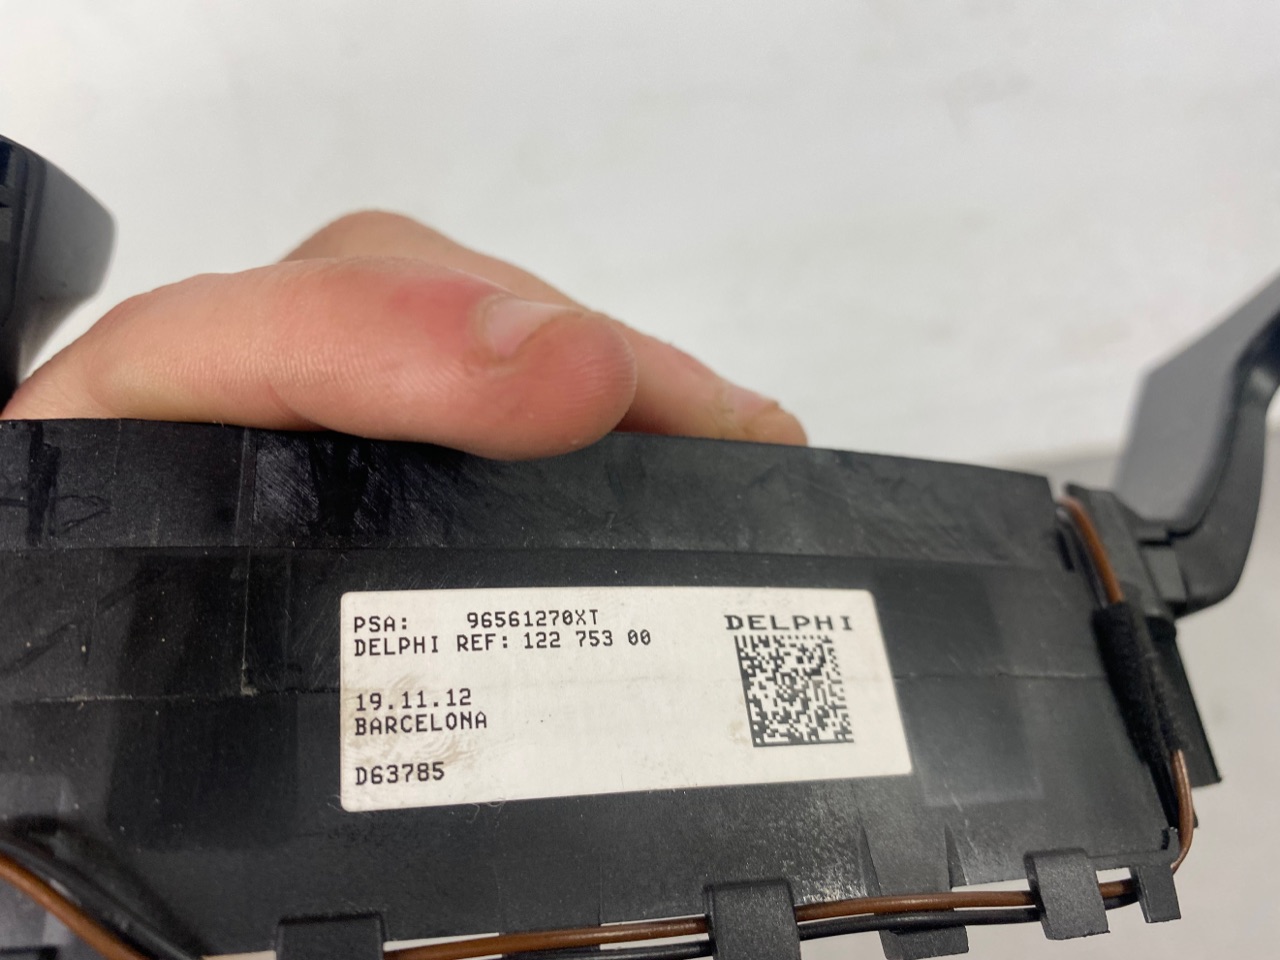 PSA: 96561270XT
DELPHI REF: 122 753 00
19.11.12
BARCELONA
D63785
DELPHI